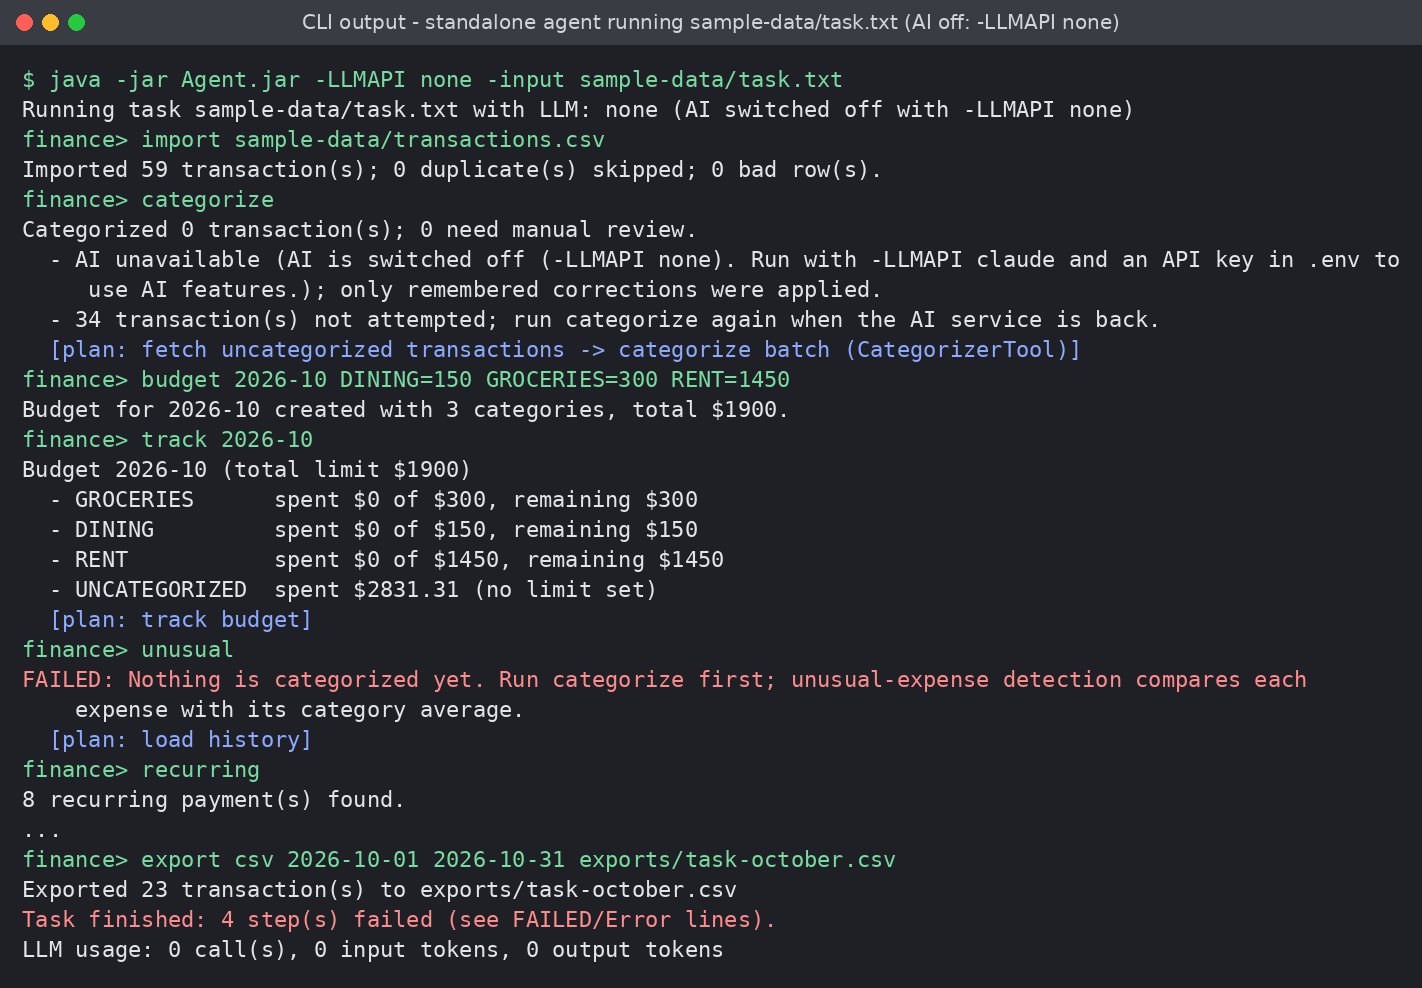 CLI output - standalone agent running sample-data/task.txt (AI off: -LLMAPI none)
$ java -jar Agent.jar -LLMAPI none -input sample-data/task.txt
Running task sample-data/task.txt with LLM: none (AI switched off with -LLMAPI none)
finance> import sample-data/transactions.csv
Imported 59 transaction(s); 0 duplicate(s) skipped; 0 bad row(s).
finance> categorize
Categorized 0 transaction(s); 0 need manual review.
  - AI unavailable (AI is switched off (-LLMAPI none). Run with -LLMAPI claude and an API key in .env to
     use AI features.); only remembered corrections were applied.
  - 34 transaction(s) not attempted; run categorize again when the AI service is back.
  [plan: fetch uncategorized transactions -> categorize batch (CategorizerTool)]
finance> budget 2026-10 DINING=150 GROCERIES=300 RENT=1450
Budget for 2026-10 created with 3 categories, total $1900.
finance> track 2026-10
Budget 2026-10 (total limit $1900)
  - GROCERIES      spent $0 of $300, remaining $300
  - DINING         spent $0 of $150, remaining $150
  - RENT           spent $0 of $1450, remaining $1450
  - UNCATEGORIZED  spent $2831.31 (no limit set)
  [plan: track budget]
finance> unusual
FAILED: Nothing is categorized yet. Run categorize first; unusual-expense detection compares each
    expense with its category average.
  [plan: load history]
finance> recurring
8 recurring payment(s) found.
...
finance> export csv 2026-10-01 2026-10-31 exports/task-october.csv
Exported 23 transaction(s) to exports/task-october.csv
Task finished: 4 step(s) failed (see FAILED/Error lines).
LLM usage: 0 call(s), 0 input tokens, 0 output tokens